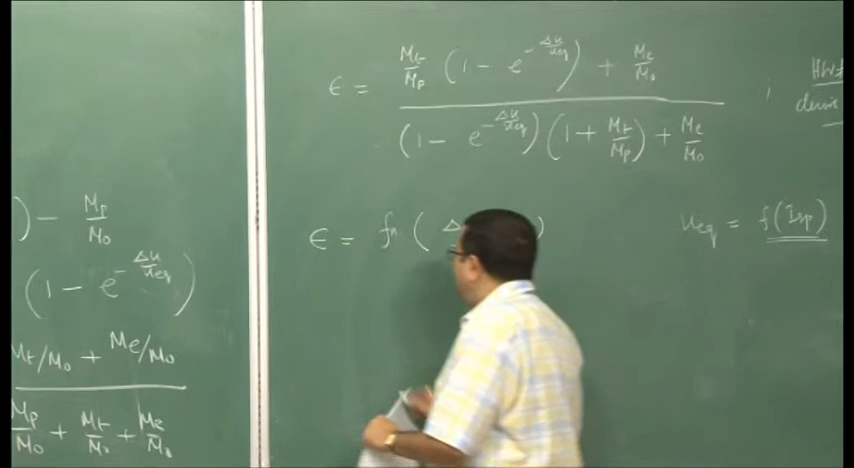 ) - Mp/Mo
(1 - e^{-Δu/ueq})
Mt/Mo + Me/Mo
Mp/Mo + Mt/Mo + Me/Mo
ϵ = (Mt/Mp (1 - e^{-Δu/ueq}) + Me/Mo) / ((1 - e^{-Δu/ueq})(1 + Mt/Mp) + Me/Mo) ;
ϵ = fn. ( Δ )
ueq = f(Isp)